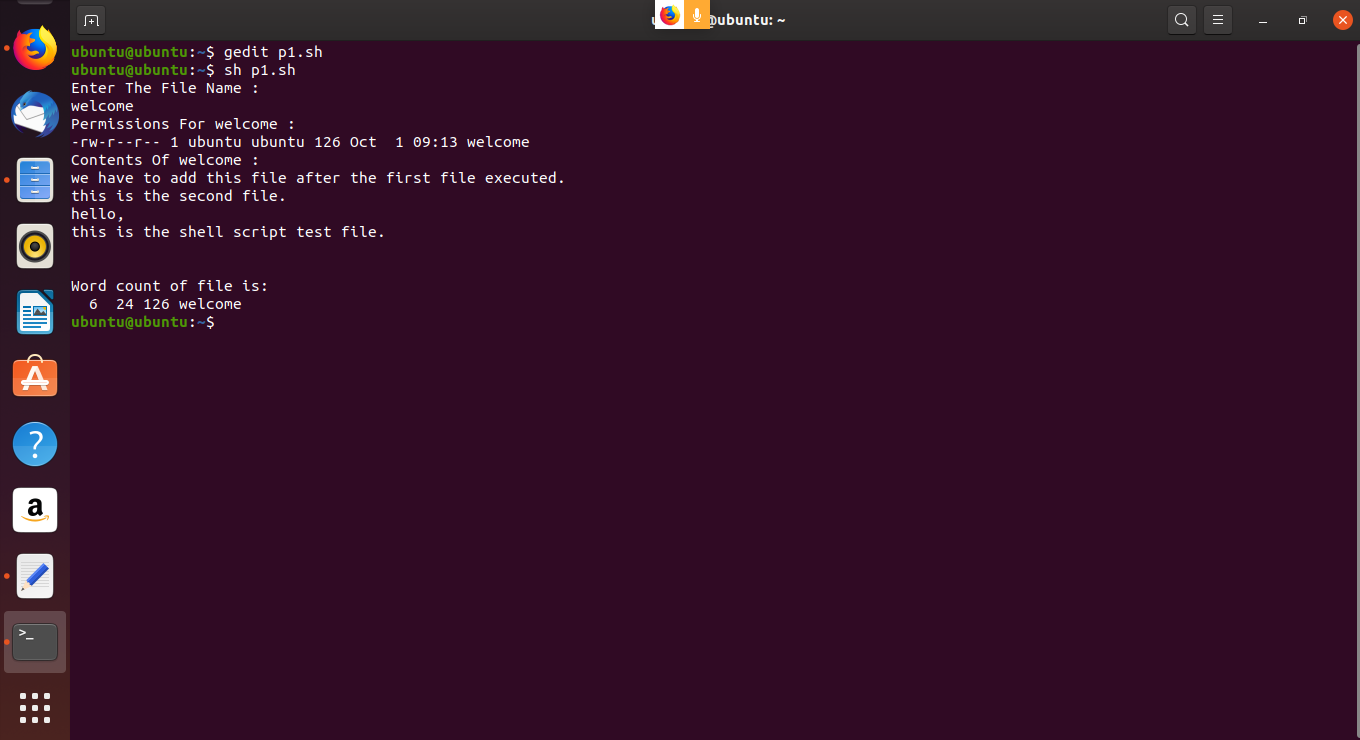 @ubuntu: ~
ubuntu@ubuntu:~$ gedit p1.sh
ubuntu@ubuntu:~$ sh p1.sh
Enter The File Name :
welcome
Permissions For welcome :
-rw-r--r-- 1 ubuntu ubuntu 126 Oct  1 09:13 welcome
Contents Of welcome :
we have to add this file after the first file executed.
this is the second file.
hello,
this is the shell script test file.
Word count of file is:
  6  24 126 welcome
ubuntu@ubuntu:~$
?
a
>_